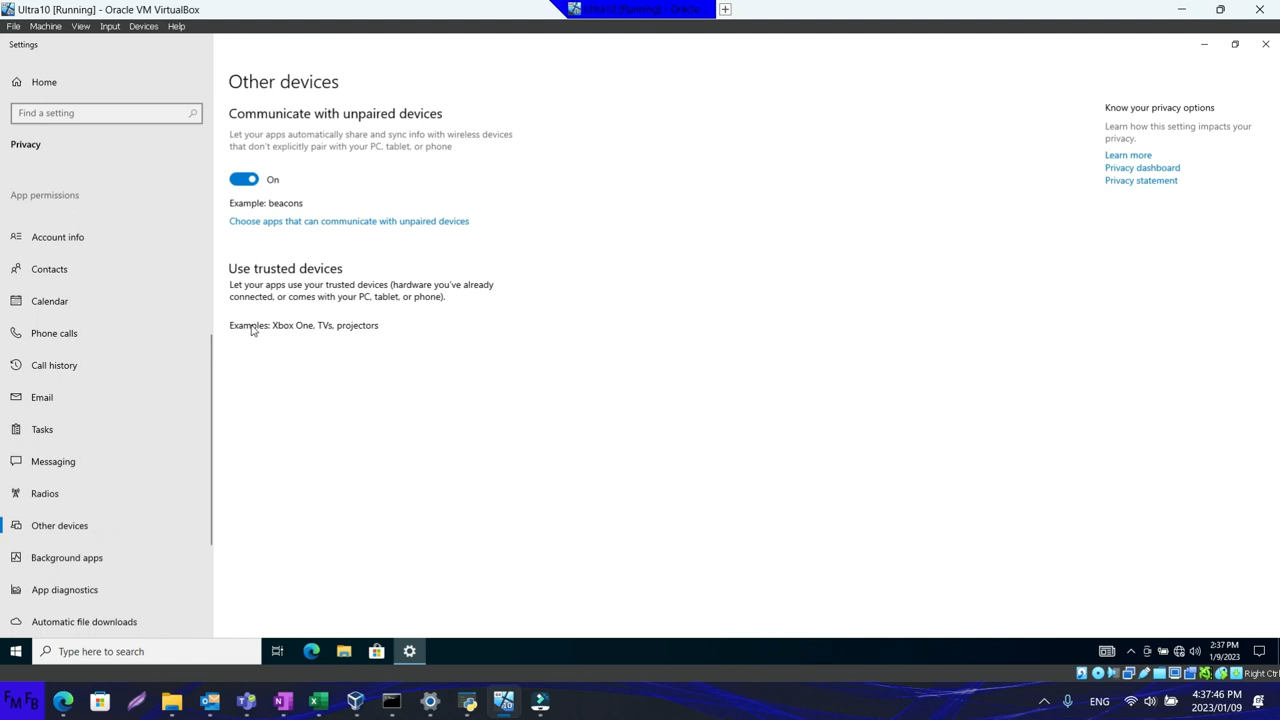 Ultra10 [Running] - Oracle VM VirtualBox
Ultra10 [Running] - Oracle
File Machine View Input Devices Help
Settings
Home
Find a setting
Privacy
App permissions
Account info
Contacts
Calendar
Phone calls
Call history
Email
Tasks
Messaging
Radios
Other devices
Background apps
App diagnostics
Automatic file downloads
Other devices
Communicate with unpaired devices
Let your apps automatically share and sync info with wireless devices
that don't explicitly pair with your PC, tablet, or phone
On
Example: beacons
Choose apps that can communicate with unpaired devices
Use trusted devices
Let your apps use your trusted devices (hardware you've already
connected, or comes with your PC, tablet, or phone).
Examples: Xbox One, TVs, projectors
Know your privacy options
Learn how this setting impacts your
privacy.
Learn more
Privacy dashboard
Privacy statement
Type here to search
2:37 PM
1/9/2023
Right Ctrl
FM FB
ENG
4:37:46 PM
2023/01/09